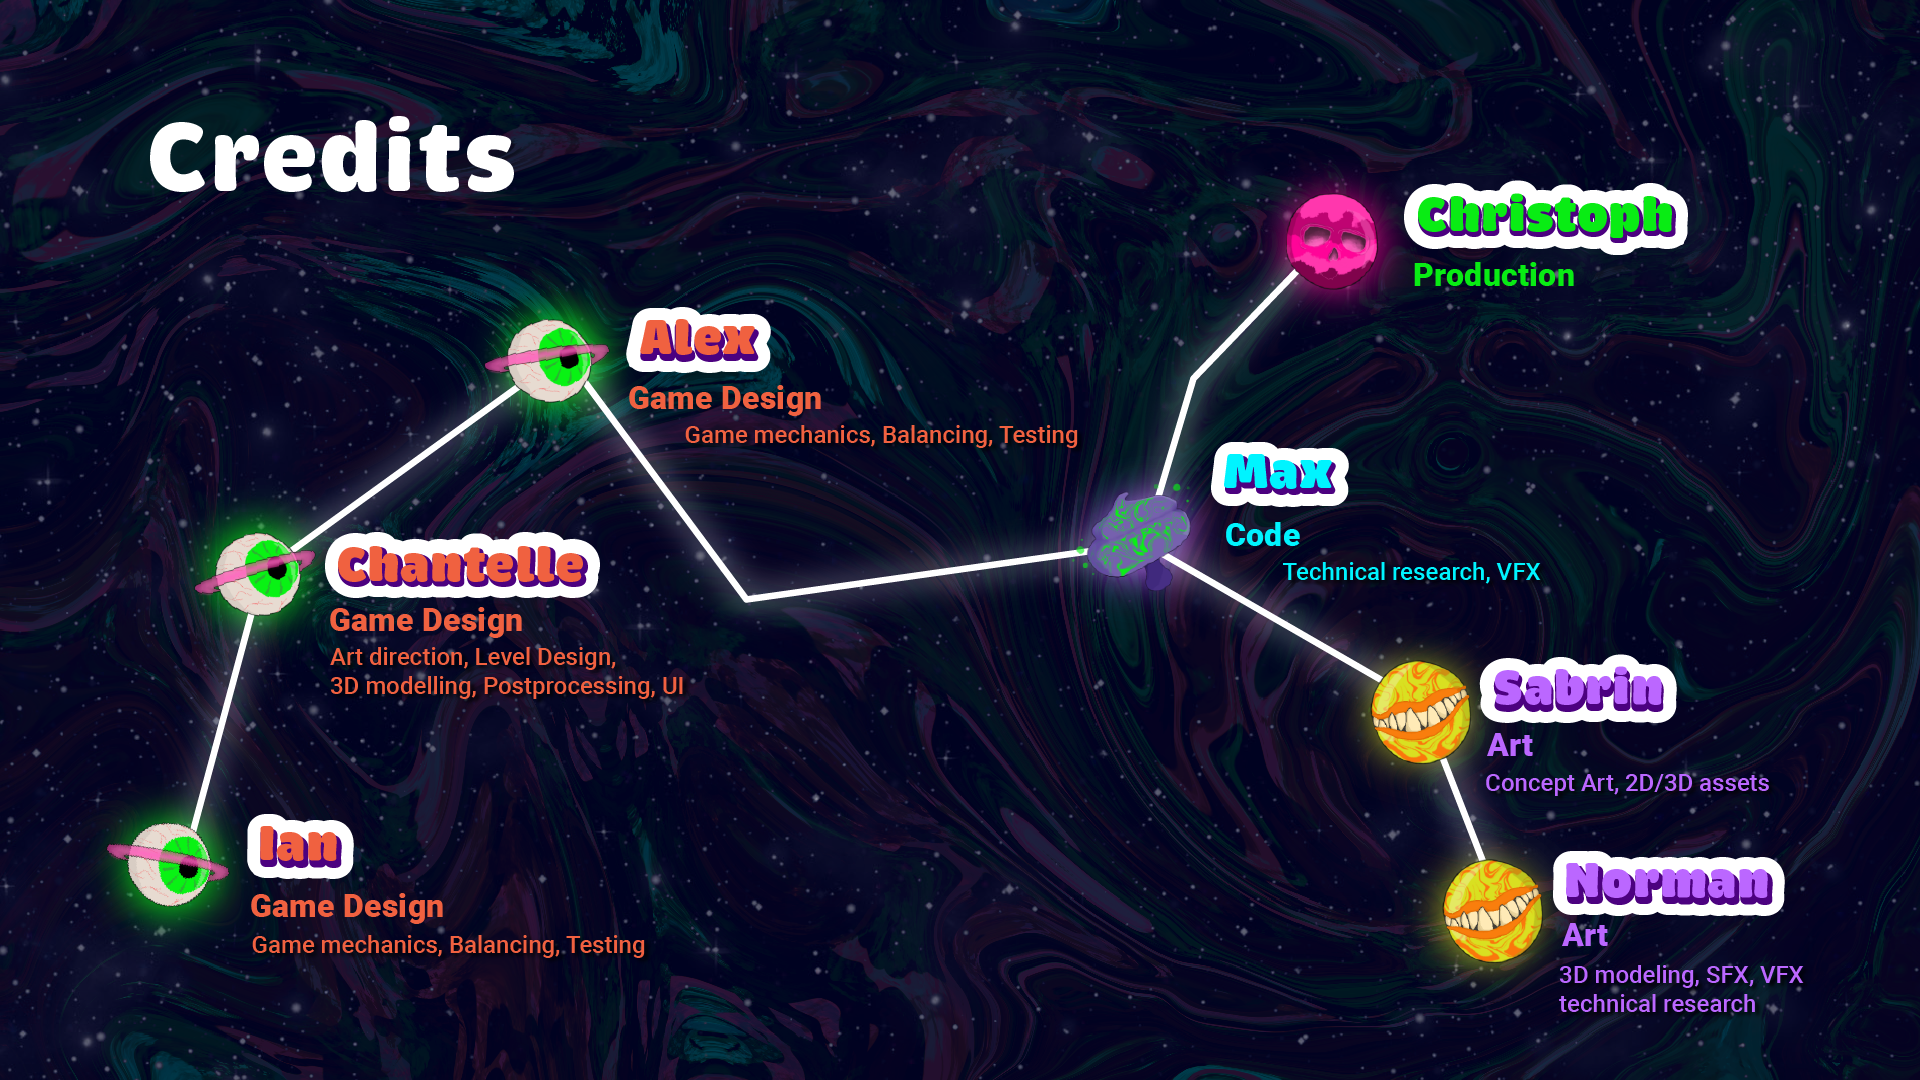 Credits
Christoph
Production
Alex
Game Design
Game mechanics, Balancing, Testing
Max
Code
Technical research, VFX
Chantelle
Game Design
Art direction, Level Design,
3D modelling, Postprocessing, UI
Sabrin
Art
Concept Art, 2D/3D assets
Ian
Game Design
Game mechanics, Balancing, Testing
Norman
Art
3D modeling, SFX, VFX
technical research